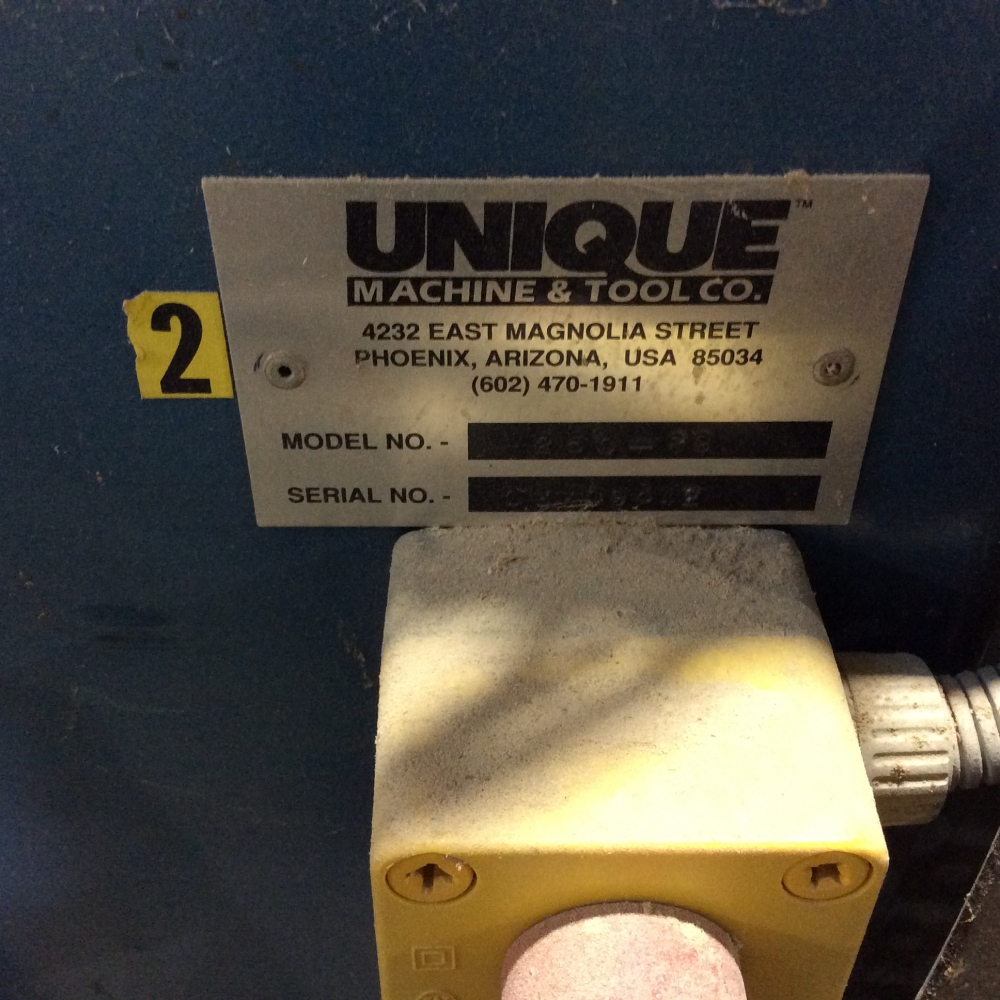 UNIQUE™
MACHINE & TOOL CO.
4232 EAST MAGNOLIA STREET
PHOENIX, ARIZONA, USA 85034
(602) 470-1911
2
MODEL NO. -
SERIAL NO. -